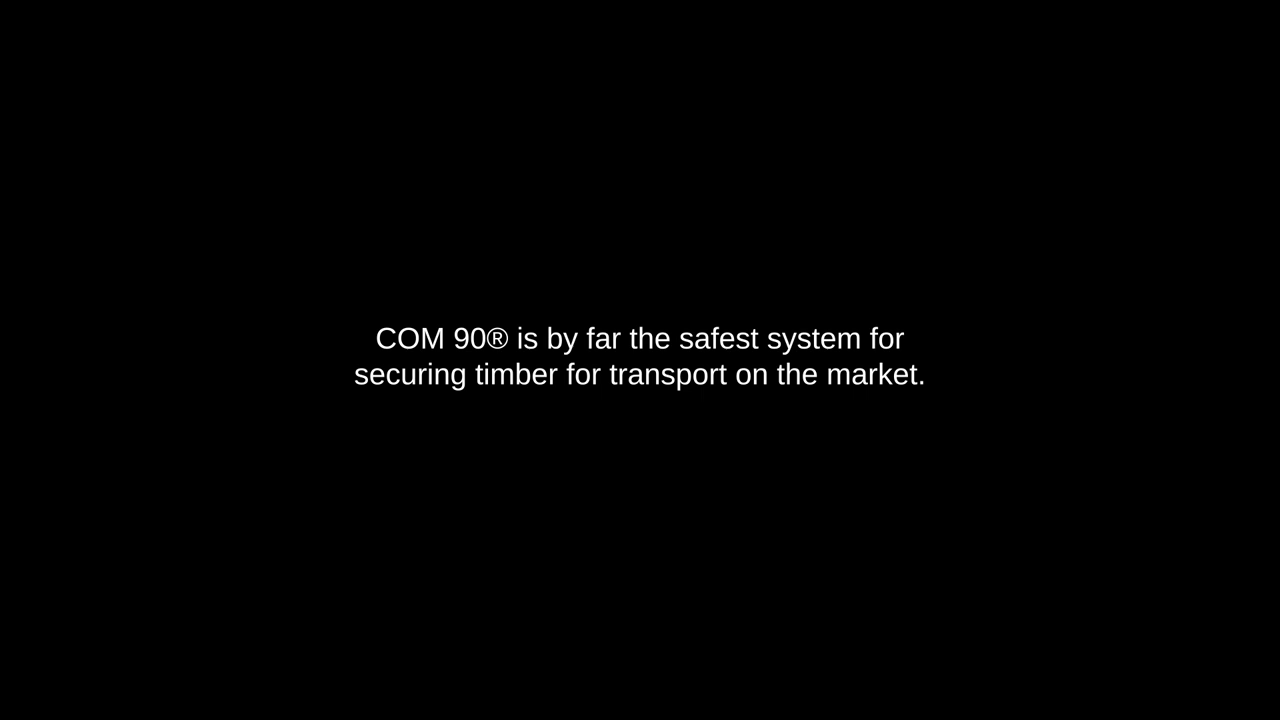 COM 90® is by far the safest system for
securing timber for transport on the market.